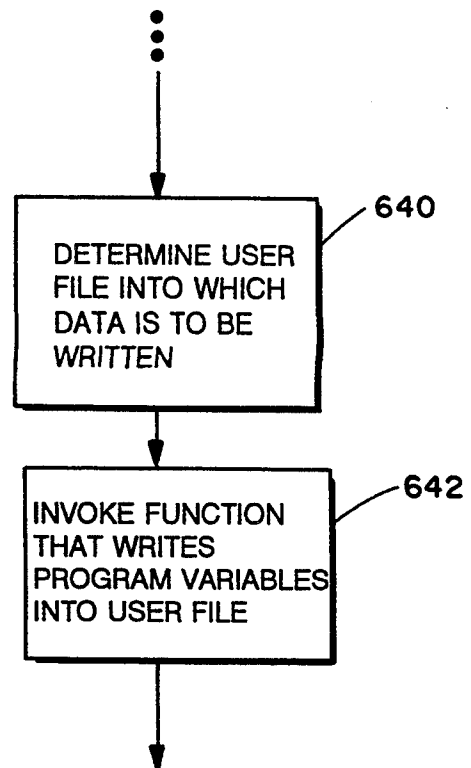 640
DETERMINE USER
FILE INTO WHICH
DATA IS TO BE
WRITTEN
642
INVOKE FUNCTION
THAT WRITES
PROGRAM VARIABLES
INTO USER FILE